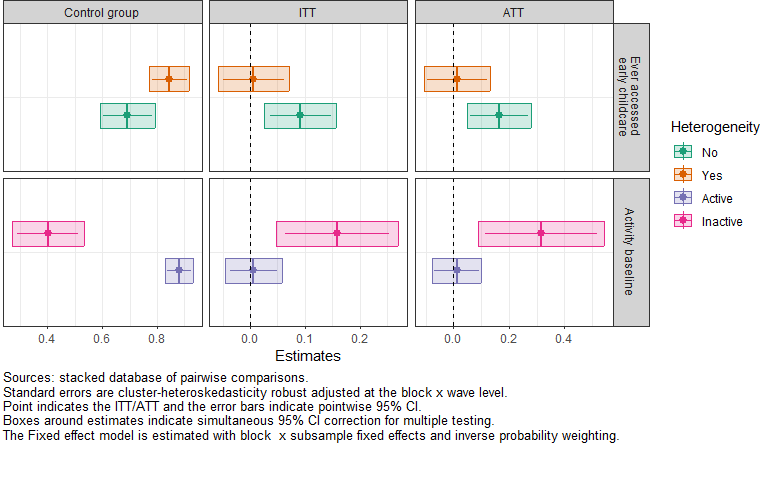 Control group
ITT
ATT
Ever accessed
early childcare
Activity baseline
Heterogeneity
No
Yes
Active
Inactive
0.4 0.6 0.8
0.0 0.1 0.2
0.0 0.2 0.4
Estimates
Sources: stacked database of pairwise comparisons.
Standard errors are cluster-heteroskedasticity robust adjusted at the block x wave level.
Point indicates the ITT/ATT and the error bars indicate pointwise 95% CI.
Boxes around estimates indicate simultaneous 95% CI correction for multiple testing.
The Fixed effect model is estimated with block  x subsample fixed effects and inverse probability weighting.